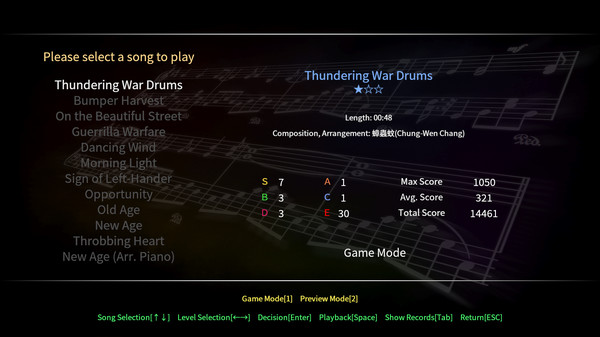 Please select a song to play
Thundering War Drums
Bumper Harvest
On the Beautiful Street
Guerrilla Warfare
Dancing Wind
Morning Light
Sign of Left-Hander
Opportunity
Old Age
New Age
Throbbing Heart
New Age (Arr. Piano)
Thundering War Drums
★☆☆
Length: 00:48
Composition, Arrangement: 蟑蟲蚊(Chung-Wen Chang)
S 7 A 1 Max Score 1050
B 3 C 1 Avg. Score 321
D 3 E 30 Total Score 14461
Game Mode
Game Mode[1] Preview Mode[2]
Song Selection[↑↓] Level Selection[←→] Decision[Enter] Playback[Space] Show Records[Tab] Return[ESC]